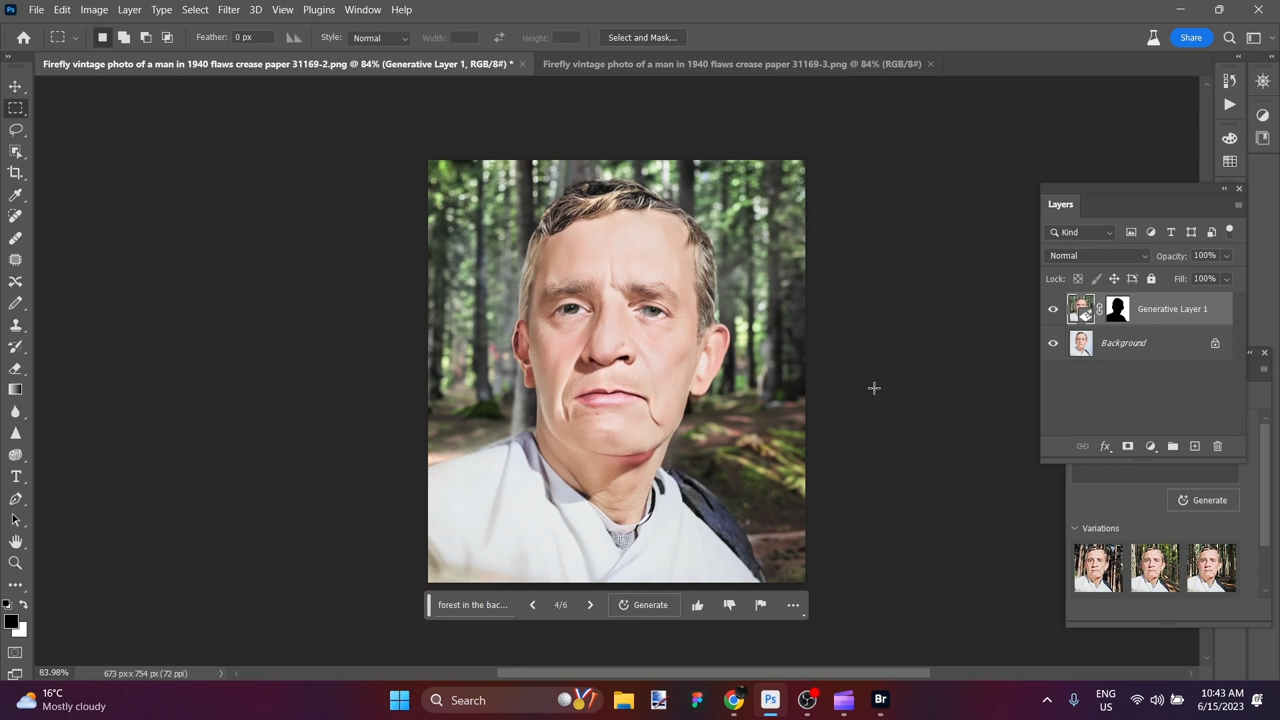 Ps File Edit Image Layer Type Select Filter 3D View Plugins Window Help
Feather: 0 px Style: Normal Width: Height: Select and Mask... Share
Firefly vintage photo of a man in 1940 flaws crease paper 31169-2.png @ 84% (Generative Layer 1, RGB/8#) * Firefly vintage photo of a man in 1940 flaws crease paper 31169-3.png @ 84% (RGB/8#)
Layers
Kind
Normal Opacity: 100%
Lock: Fill: 100%
Generative Layer 1
Background
Generate
Variations
forest in the bac... 4/6 Generate
83.98% 673 px x 754 px (72 ppi)
16°C
Mostly cloudy
Search
Ps
Br
ENG
US
10:43 AM
6/15/2023